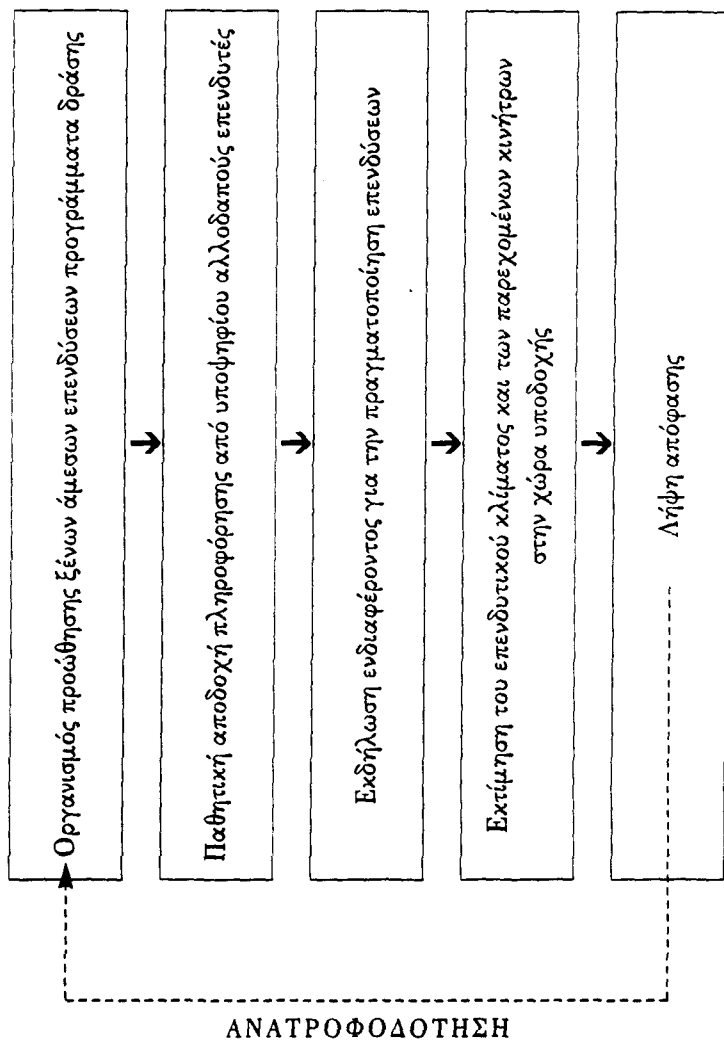 Οργανισμός προώθησης ξένων άμεσων επενδύσεων προγράμματα δράσης
Παθητική αποδοχή πληροφόρησης από υποψηφίου αλλοδαπούς επενδυτές
Εκδήλωση ενδιαφέροντος για την πραγματοποίηση επενδύσεων
Εκτίμηση του επενδυτικού κλίματος και των παρεχομένων κινήτρων
στην χώρα υποδοχής
Λήψη απόφασης
ΑΝΑΤΡΟΦΟΔΟΤΗΣΗ